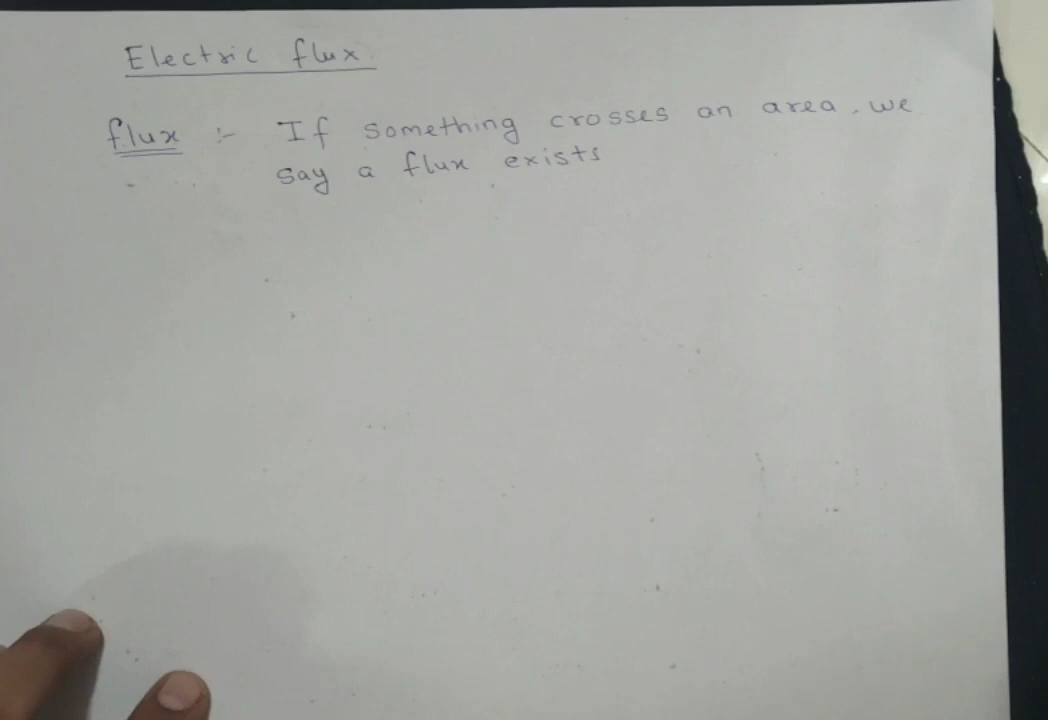 Electric flux
flux :- If something crosses an area, we
say a flux exists